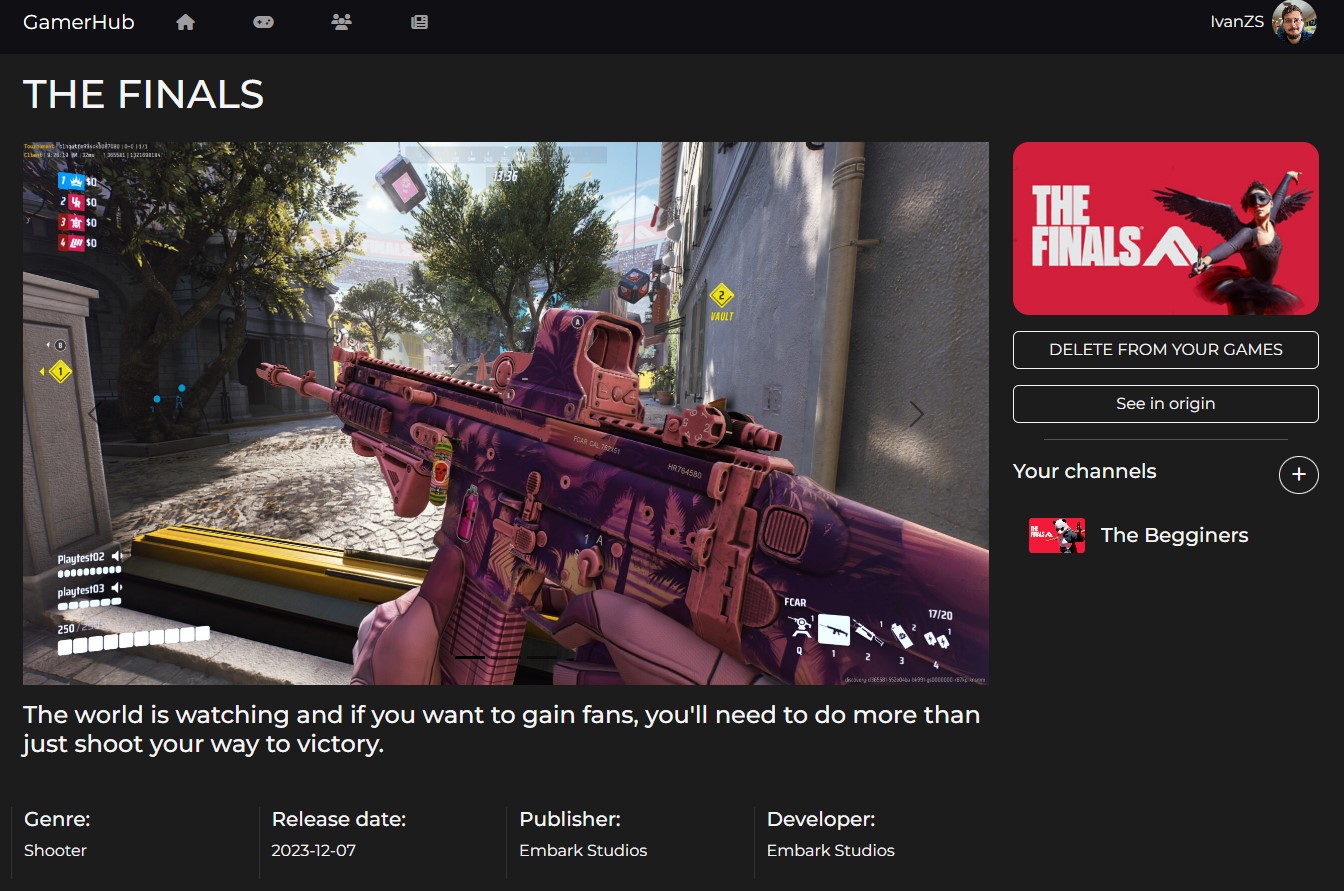 GamerHub
IvanZS
THE FINALS
13:36
1 $0
2 $0
3 $0
4 $0
2
VAULT
B
1
A
FCAR CAL.762x51
HR764580
1 A
Playtest02
playtest03
250
FCAR
17/20
Q 1 2 3 4
THE
FINALS
DELETE FROM YOUR GAMES
See in origin
Your channels
+
The Begginers
The world is watching and if you want to gain fans, you'll need to do more than
just shoot your way to victory.
Genre:
Shooter
Release date:
2023-12-07
Publisher:
Embark Studios
Developer:
Embark Studios